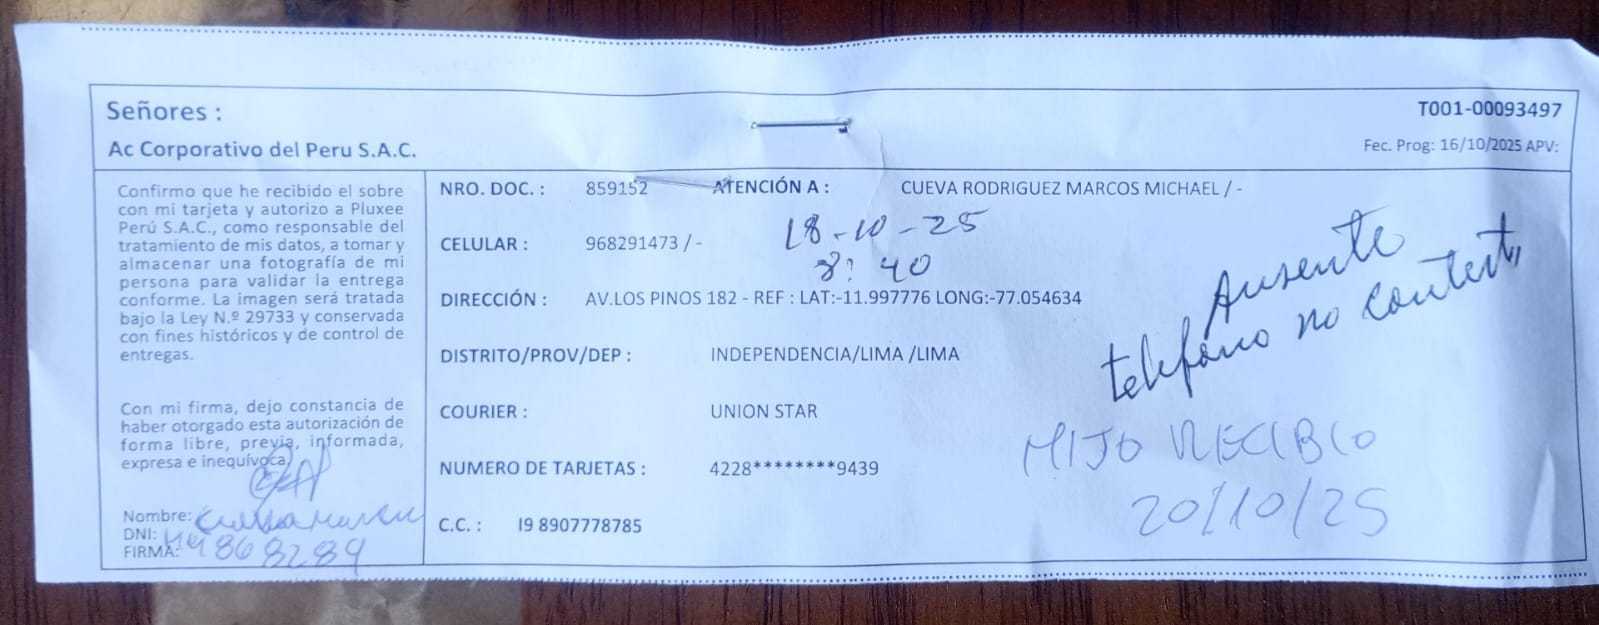 Señores :
Ac Corporativo del Peru S.A.C.
T001-00093497
Fec. Prog: 16/10/2025 APV:
Confirmo que he recibido el sobre
con mi tarjeta y autorizo a Pluxee
Perú S.A.C., como responsable del
tratamiento de mis datos, a tomar y
almacenar una fotografía de mi
persona para validar la entrega
conforme. La imagen será tratada
bajo la Ley N.º 29733 y conservada
con fines históricos y de control de
entregas.
Con mi firma, dejo constancia de
haber otorgado esta autorización de
forma libre, previa, informada,
expresa e inequívoca
Nombre: Cueva
DNI: 44868289
FIRMA:
NRO. DOC. : 859152 ATENCIÓN A : CUEVA RODRIGUEZ MARCOS MICHAEL / -
CELULAR : 968291473 / -
18-10-25
8:40
DIRECCIÓN : AV.LOS PINOS 182 - REF : LAT:-11.997776 LONG:-77.054634
DISTRITO/PROV/DEP : INDEPENDENCIA/LIMA /LIMA
COURIER : UNION STAR
NUMERO DE TARJETAS : 4228********9439
C.C. : I9 8907778785
Ausente
telefono no contest
HIJO RECIBIO
20/10/25